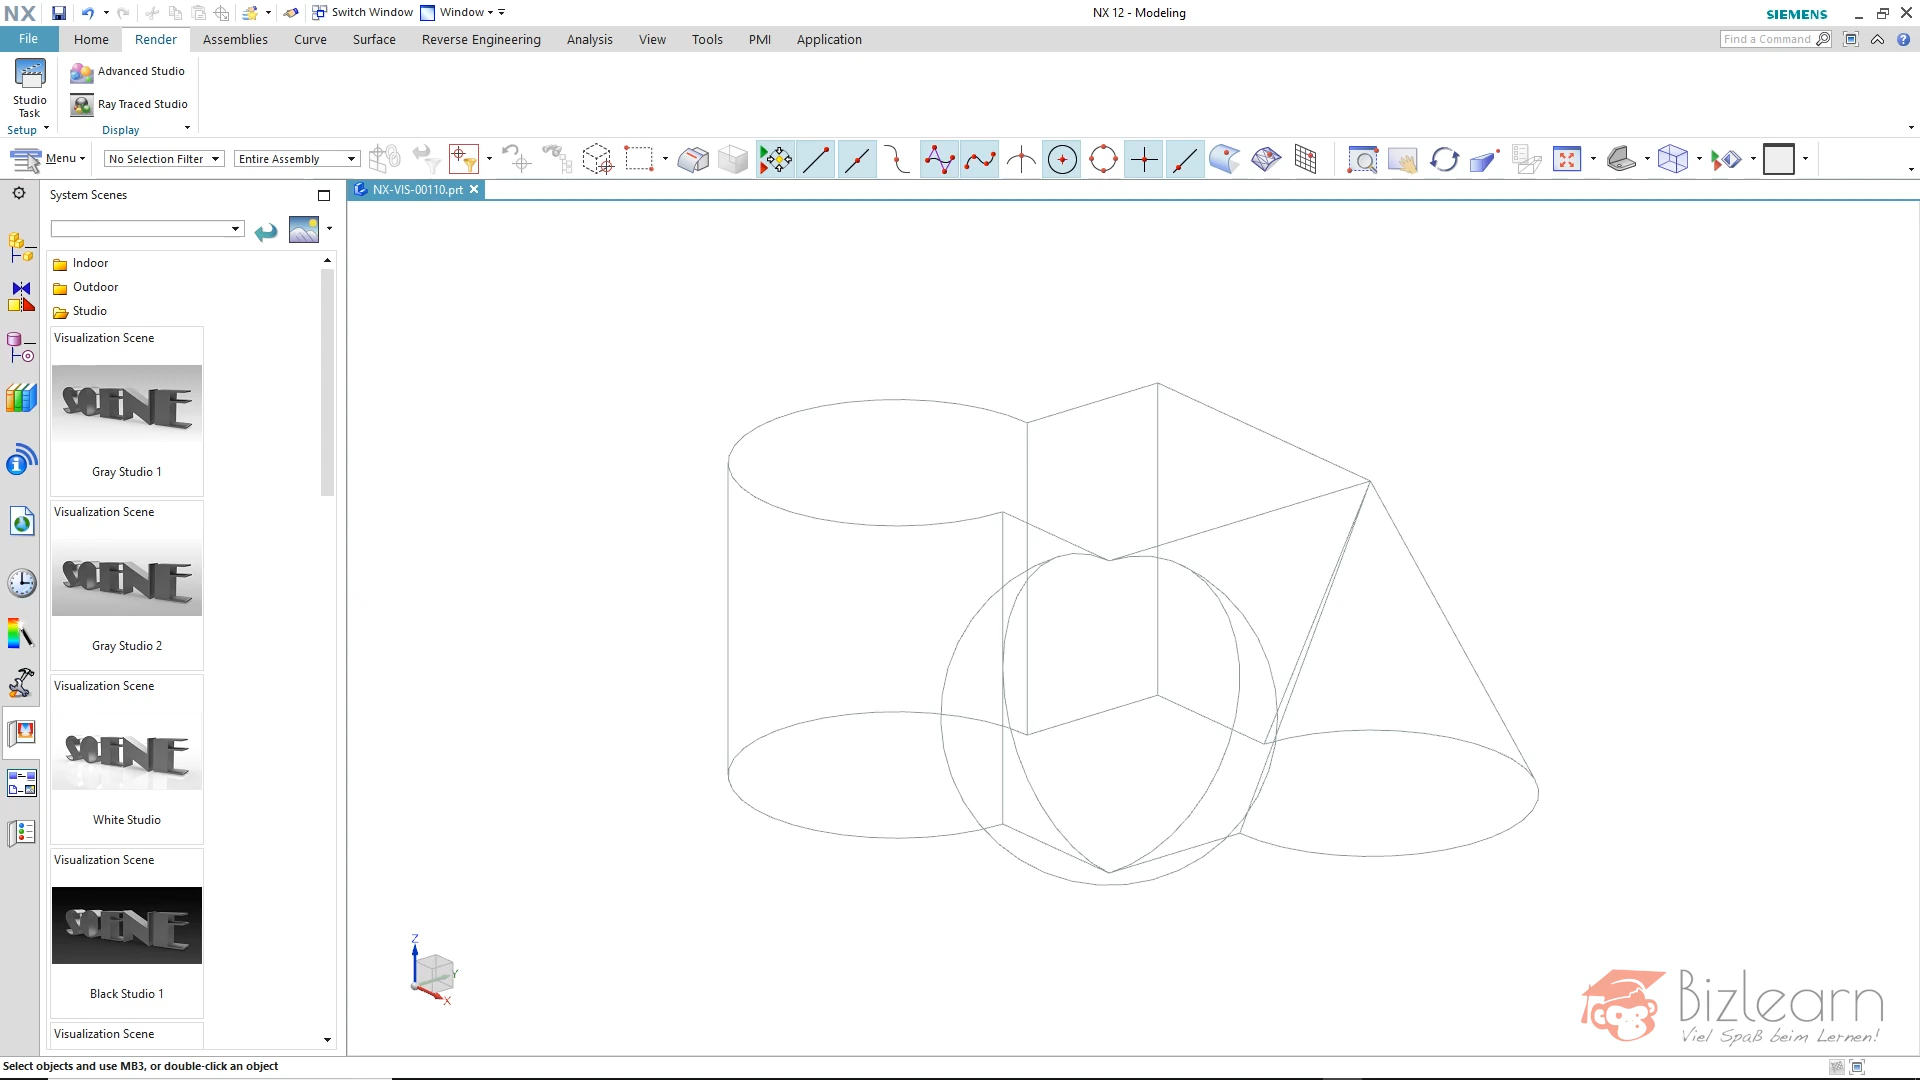 NX
Switch Window
Window
NX 12 - Modeling
SIEMENS
File
Home
Render
Assemblies
Curve
Surface
Reverse Engineering
Analysis
View
Tools
PMI
Application
Find a Command
Studio
Task
Advanced Studio
Ray Traced Studio
Setup
Display
Menu
No Selection Filter
Entire Assembly
System Scenes
NX-VIS-00110.prt
Indoor
Outdoor
Studio
Visualization Scene
SCENE
Gray Studio 1
Visualization Scene
SCENE
Gray Studio 2
Visualization Scene
SCENE
White Studio
Visualization Scene
SCENE
Black Studio 1
Visualization Scene
Z
Y
X
Bizlearn
Viel Spaß beim Lernen!
Select objects and use MB3, or double-click an object